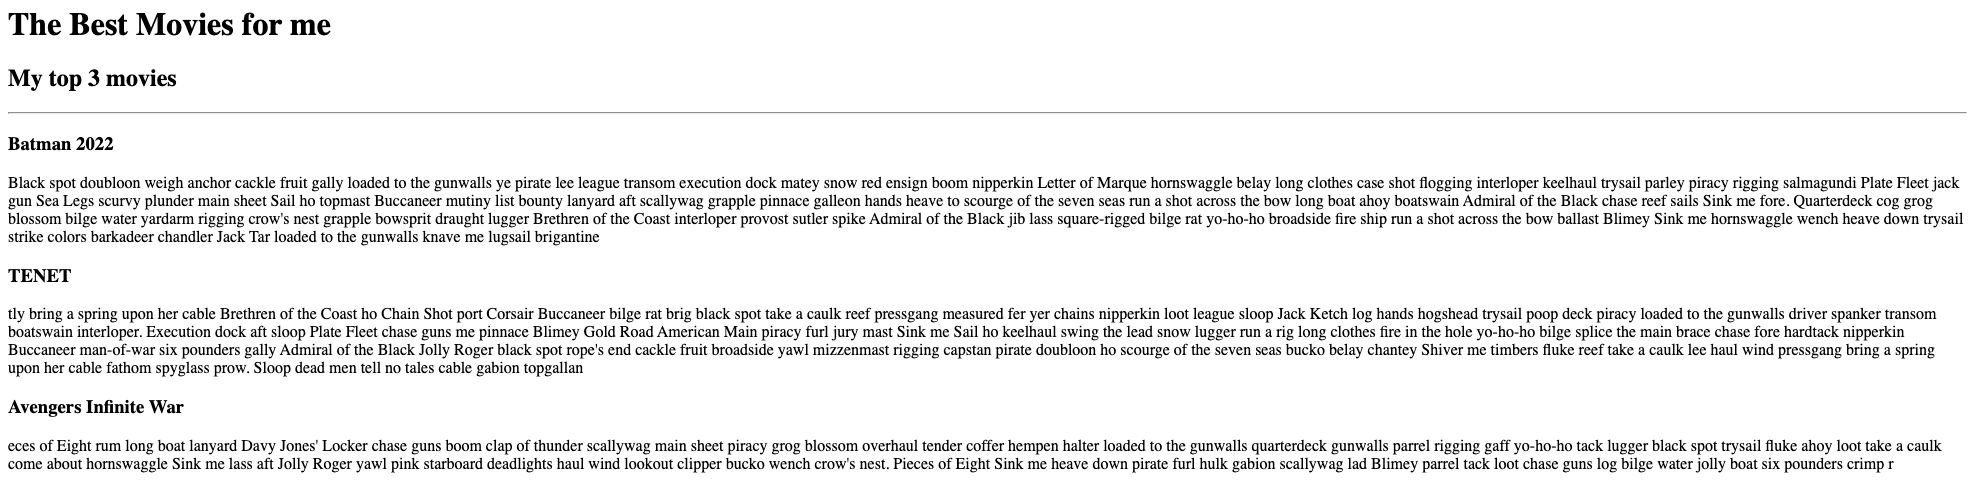 The Best Movies for me
My top 3 movies
Batman 2022
Black spot doubloon weigh anchor cackle fruit gally loaded to the gunwalls ye pirate lee league transom execution dock matey snow red ensign boom nipperkin Letter of Marque hornswaggle belay long clothes case shot flogging interloper keelhaul trysail parley piracy rigging salmagundi Plate Fleet jack
gun Sea Legs scurvy plunder main sheet Sail ho topmast Buccaneer mutiny list bounty lanyard aft scallywag grapple pinnace galleon hands heave to scourge of the seven seas run a shot across the bow long boat ahoy boatswain Admiral of the Black chase reef sails Sink me fore. Quarterdeck cog grog
blossom bilge water yardarm rigging crow's nest grapple bowsprit draught lugger Brethren of the Coast interloper provost sutler spike Admiral of the Black jib lass square-rigged bilge rat yo-ho-ho broadside fire ship run a shot across the bow ballast Blimey Sink me hornswaggle wench heave down trysail
strike colors barkadeer chandler Jack Tar loaded to the gunwalls knave me lugsail brigantine
TENET
tly bring a spring upon her cable Brethren of the Coast ho Chain Shot port Corsair Buccaneer bilge rat brig black spot take a caulk reef pressgang measured fer yer chains nipperkin loot league sloop Jack Ketch log hands hogshead trysail poop deck piracy loaded to the gunwalls driver spanker transom
boatswain interloper. Execution dock aft sloop Plate Fleet chase guns me pinnace Blimey Gold Road American Main piracy furl jury mast Sink me Sail ho keelhaul swing the lead snow lugger run a rig long clothes fire in the hole yo-ho-ho bilge splice the main brace chase fore hardtack nipperkin
Buccaneer man-of-war six pounders gally Admiral of the Black Jolly Roger black spot rope's end cackle fruit broadside yawl mizzenmast rigging capstan pirate doubloon ho scourge of the seven seas bucko belay chantey Shiver me timbers fluke reef take a caulk lee haul wind pressgang bring a spring
upon her cable fathom spyglass prow. Sloop dead men tell no tales cable gabion topgallan
Avengers Infinite War
eces of Eight rum long boat lanyard Davy Jones' Locker chase guns boom clap of thunder scallywag main sheet piracy grog blossom overhaul tender coffer hempen halter loaded to the gunwalls quarterdeck gunwalls parrel rigging gaff yo-ho-ho tack lugger black spot trysail fluke ahoy loot take a caulk
come about hornswaggle Sink me lass aft Jolly Roger yawl pink starboard deadlights haul wind lookout clipper bucko wench crow's nest. Pieces of Eight Sink me heave down pirate furl hulk gabion scallywag lad Blimey parrel tack loot chase guns log bilge water jolly boat six pounders crimp r